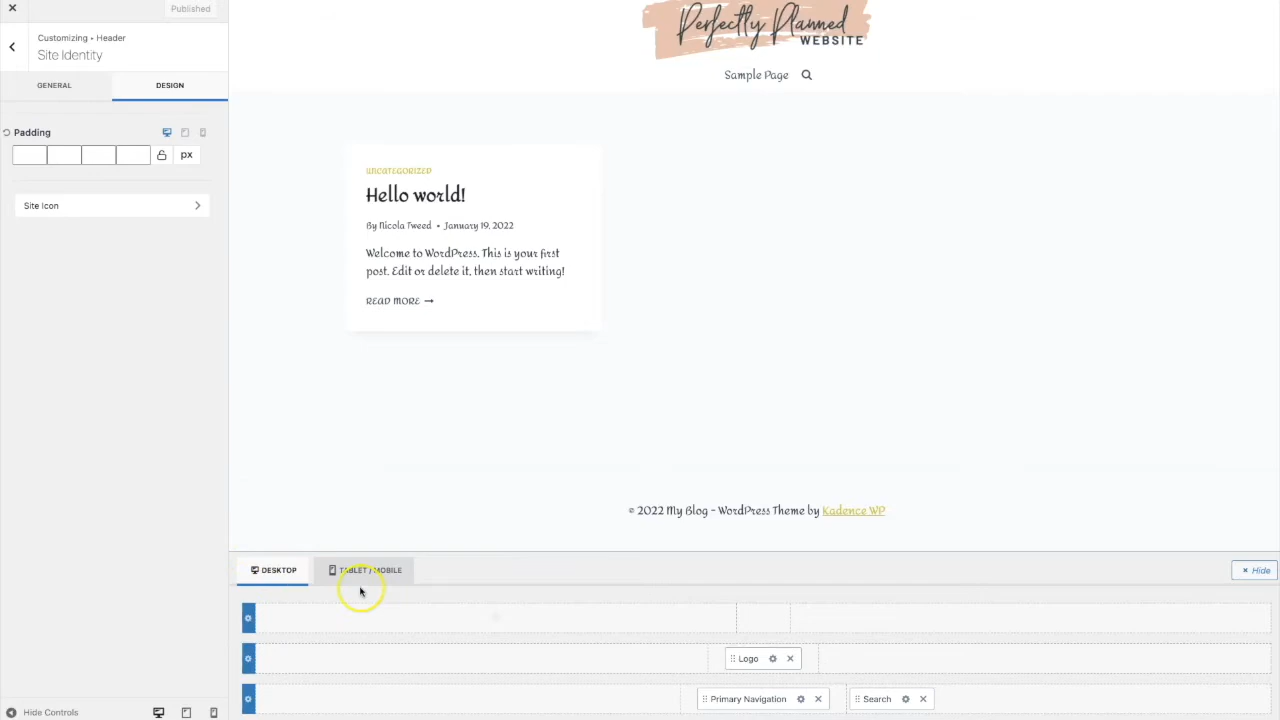 Published
Customizing • Header
Site Identity
GENERAL
DESIGN
Padding
px
Site Icon
Hide Controls
Perfectly Planned
WEBSITE
Sample Page
UNCATEGORIZED
Hello world!
By Nicola Tweed • January 19, 2022
Welcome to WordPress. This is your first
post. Edit or delete it, then start writing!
READ MORE →
© 2022 My Blog - WordPress Theme by Kadence WP
DESKTOP
TABLET / MOBILE
× Hide
Logo
Primary Navigation
Search